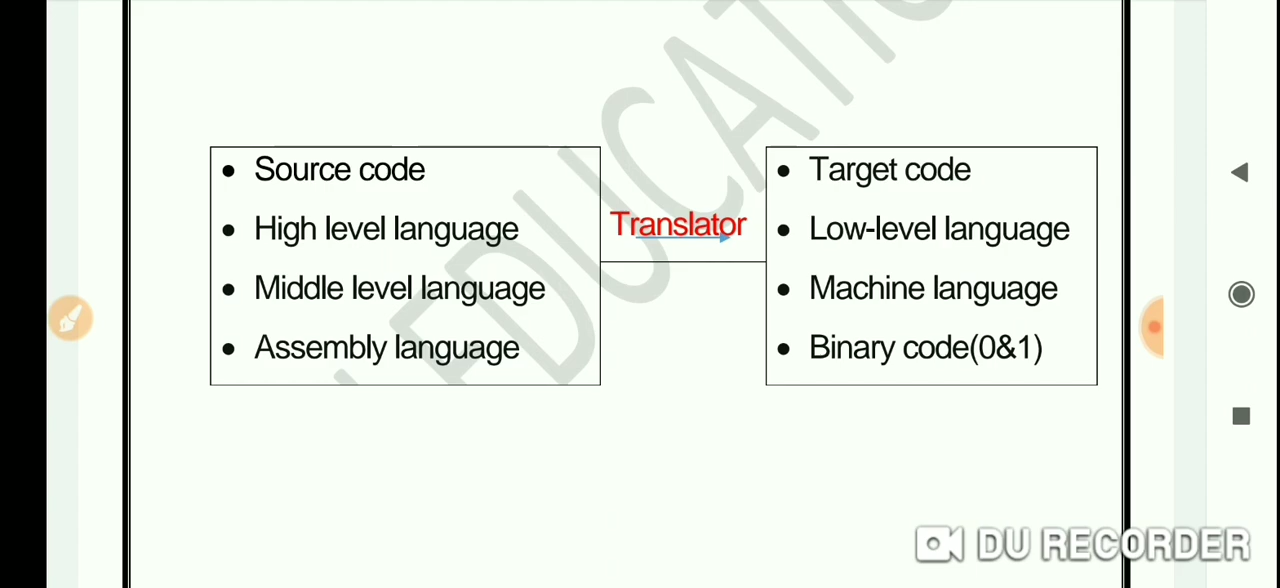 • Source code
• High level language
• Middle level language
• Assembly language
Translator
• Target code
• Low-level language
• Machine language
• Binary code(0&1)
EDUCATI
DU RECORDER